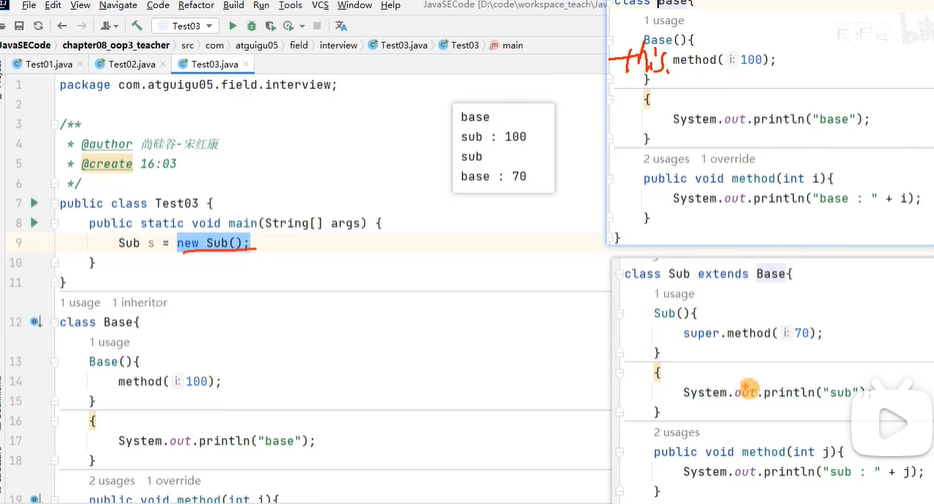 File Edit View Navigate Code Refactor Build Run Tools VCS Window Help JavaSECode [D:\code\workspace_teach\JavaSECode]
Test03
JavaSECode chapter08_oop3_teacher src com atguigu05 field interview Test03.java Test03 main
Test01.java Test02.java Test03.java
1 package com.atguigu05.field.interview;
2
3 /**
4 * @author 尚硅谷-宋红康
5 * @create 16:03
6 */
7 public class Test03 {
8 public static void main(String[] args) {
9 Sub s = new Sub();
10 }
11 }
1 usage 1 inheritor
12 class Base{
1 usage
13 Base(){
14 method( i: 100);
15 }
16 {
17 System.out.println("base");
18 }
2 usages 1 override
19 public void method(int i){
base
sub : 100
sub
base : 70
class Base{
1 usage
Base(){
this.
method( i: 100);
}
{
System.out.println("base");
}
2 usages 1 override
public void method(int i){
System.out.println("base : " + i);
}
}
class Sub extends Base{
1 usage
Sub(){
super.method( i: 70);
}
{
System.out.println("sub");
}
2 usages
public void method(int j){
System.out.println("sub : " + j);
}